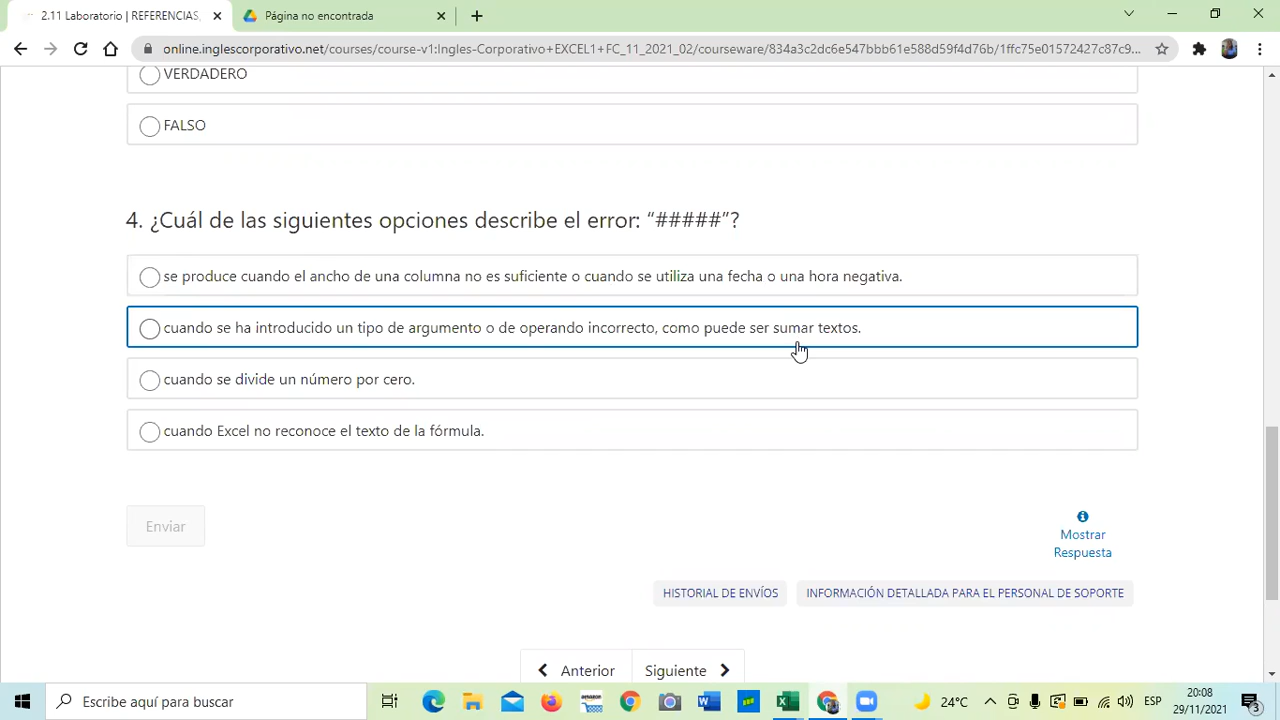 2.11 Laboratorio | REFERENCIAS,
Página no encontrada
online.inglescorporativo.net/courses/course-v1:Ingles-Corporativo+EXCEL1+FC_11_2021_02/courseware/834a3c2dc6e547bbb61e588d59f4d76b/1ffc75e01572427c87c9...
VERDADERO
FALSO
4. ¿Cuál de las siguientes opciones describe el error: “#####”?
se produce cuando el ancho de una columna no es suficiente o cuando se utiliza una fecha o una hora negativa.
cuando se ha introducido un tipo de argumento o de operando incorrecto, como puede ser sumar textos.
cuando se divide un número por cero.
cuando Excel no reconoce el texto de la fórmula.
Enviar
Mostrar
Respuesta
HISTORIAL DE ENVÍOS
INFORMACIÓN DETALLADA PARA EL PERSONAL DE SOPORTE
Anterior
Siguiente
Escribe aquí para buscar
24°C
ESP
20:08
29/11/2021
3